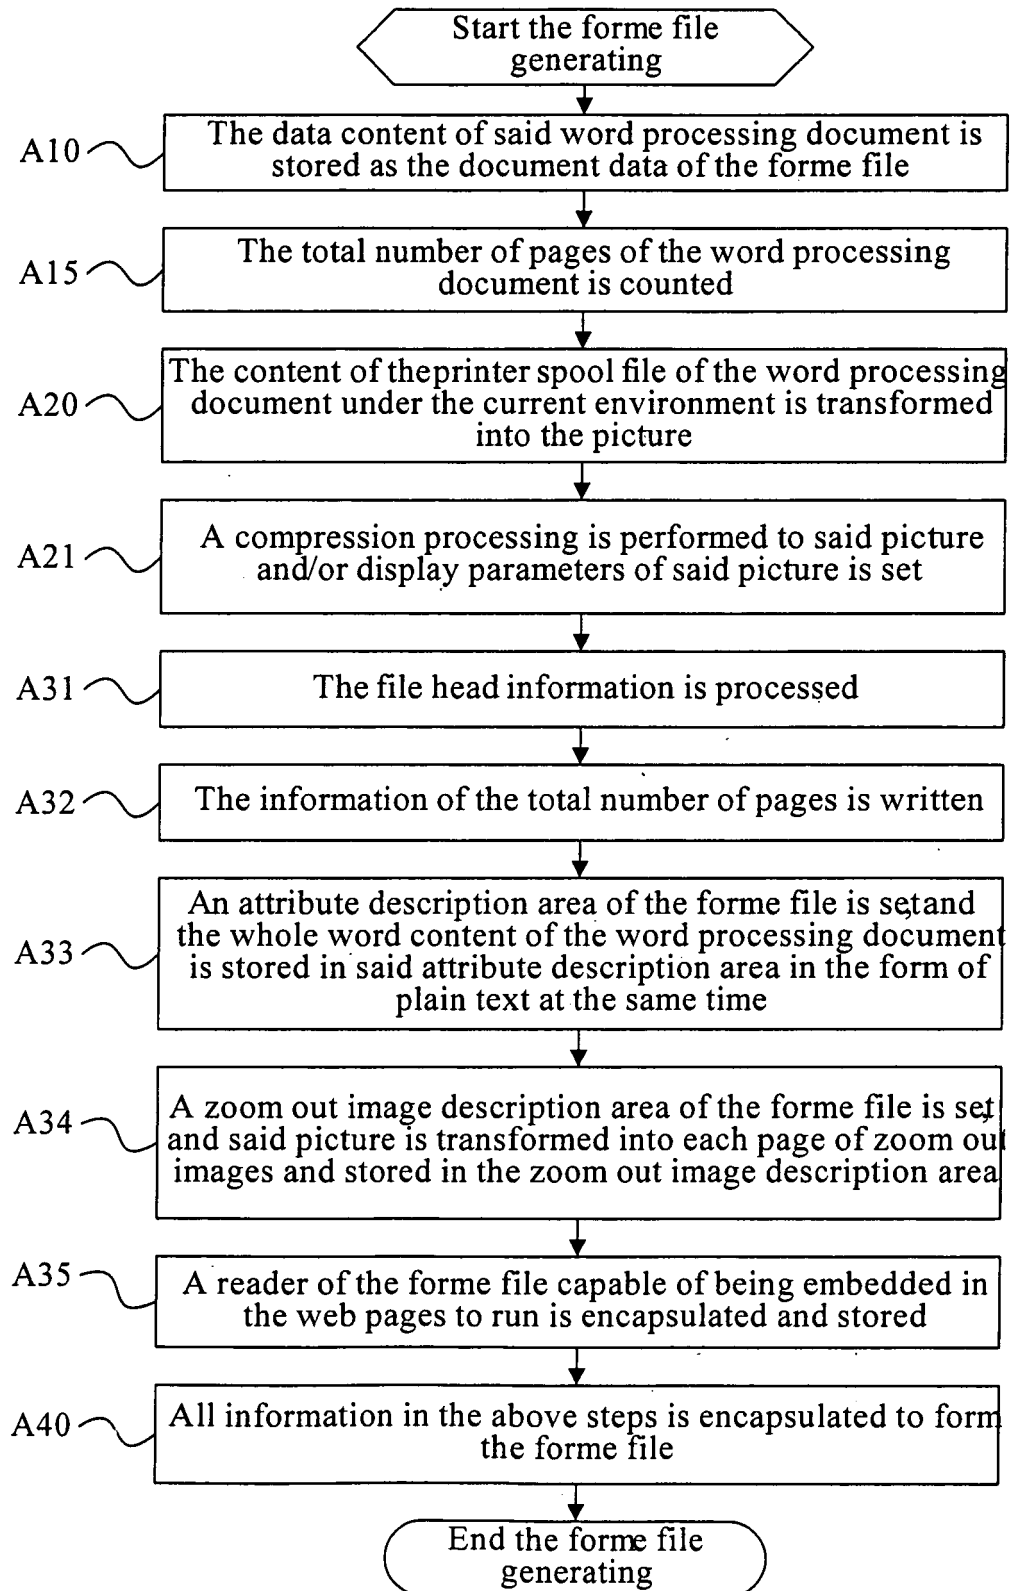 Start the forme file
generating
A10
The data content of said word processing document is
stored as the document data of the forme file
A15
The total number of pages of the word processing
document is counted
A20
The content of theprinter spool file of the word processing
document under the current environment is transformed
into the picture
A21
A compression processing is performed to said picture
and/or display parameters of said picture is set
A31
The file head information is processed
A32
The information of the total number of pages is written
A33
An attribute description area of the forme file is set,and
the whole word content of the word processing document
is stored in said attribute description area in the form of
plain text at the same time
A34
A zoom out image description area of the forme file is set,
and said picture is transformed into each page of zoom out
images and stored in the zoom out image description area
A35
A reader of the forme file capable of being embedded in
the web pages to run is encapsulated and stored
A40
All information in the above steps is encapsulated to form
the forme file
End the forme file
generating